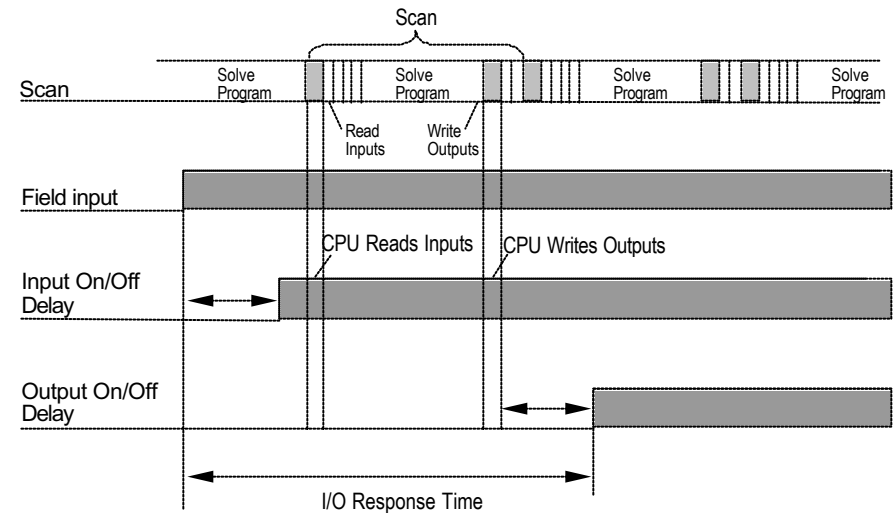 Scan
Scan
Solve
Program
Solve
Program
Solve
Program
Solve
Program
Read
Inputs
Write
Outputs
Field input
CPU Reads Inputs
CPU Writes Outputs
Input On/Off
Delay
Output On/Off
Delay
I/O Response Time